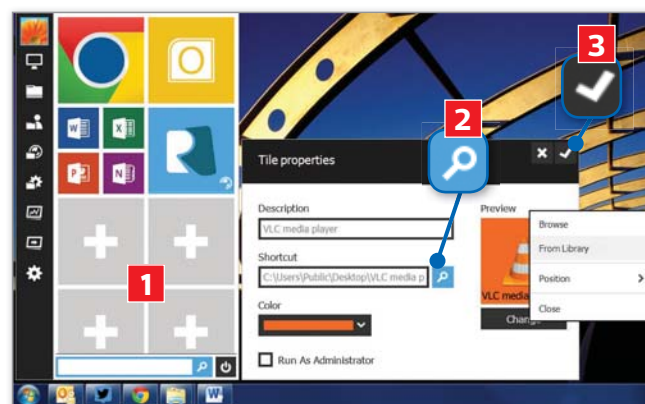 3
2
Tile properties
Description
VLC media player
Shortcut
C:\Users\Public\Desktop\VLC media p
Color
Run As Administrator
Preview
VLC media
Chang
Browse
From Library
Position
Close
1